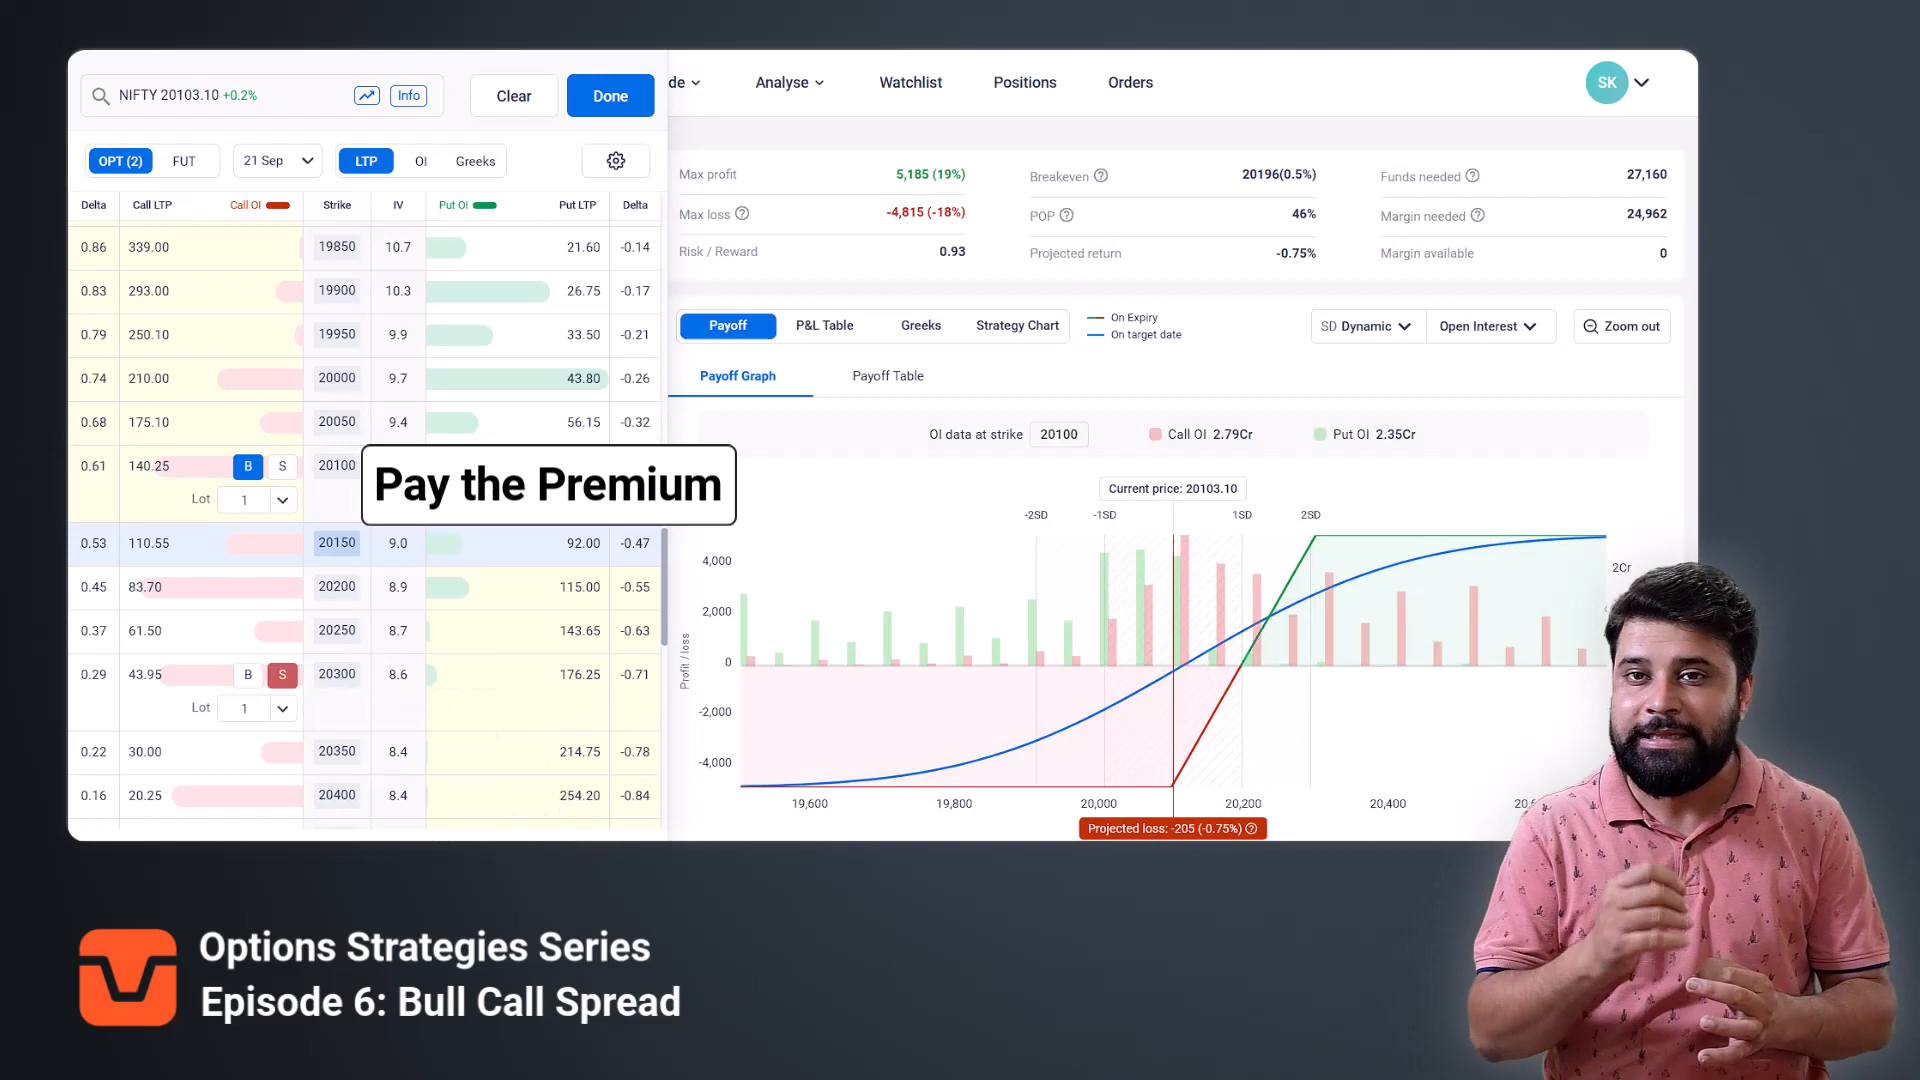 NIFTY 20103.10 +0.2%
Info
Clear
Done
de
Analyse
Watchlist
Positions
Orders
SK
OPT (2)
FUT
21 Sep
LTP
OI
Greeks
Delta Call LTP Call OI Strike IV Put OI Put LTP Delta
0.86 339.00 19850 10.7 21.60 -0.14
0.83 293.00 19900 10.3 26.75 -0.17
0.79 250.10 19950 9.9 33.50 -0.21
0.74 210.00 20000 9.7 43.80 -0.26
0.68 175.10 20050 9.4 56.15 -0.32
0.61 140.25 B S 20100
Lot 1
Pay the Premium
0.53 110.55 20150 9.0 92.00 -0.47
0.45 83.70 20200 8.9 115.00 -0.55
0.37 61.50 20250 8.7 143.65 -0.63
0.29 43.95 B S 20300 8.6 176.25 -0.71
Lot 1
0.22 30.00 20350 8.4 214.75 -0.78
0.16 20.25 20400 8.4 254.20 -0.84
Max profit 5,185 (19%)
Max loss -4,815 (-18%)
Risk / Reward 0.93
Breakeven 20196(0.5%)
POP 46%
Projected return -0.75%
Funds needed 27,160
Margin needed 24,962
Margin available 0
Payoff
P&L Table
Greeks
Strategy Chart
On Expiry
On target date
SD Dynamic
Open Interest
Zoom out
Payoff Graph
Payoff Table
OI data at strike 20100 Call OI 2.79Cr Put OI 2.35Cr
Current price: 20103.10
-2SD -1SD 1SD 2SD
4,000
2,000
0
-2,000
-4,000
Profit / loss
2Cr
19,600 19,800 20,000 20,200 20,400
Projected loss: -205 (-0.75%)
Options Strategies Series
Episode 6: Bull Call Spread